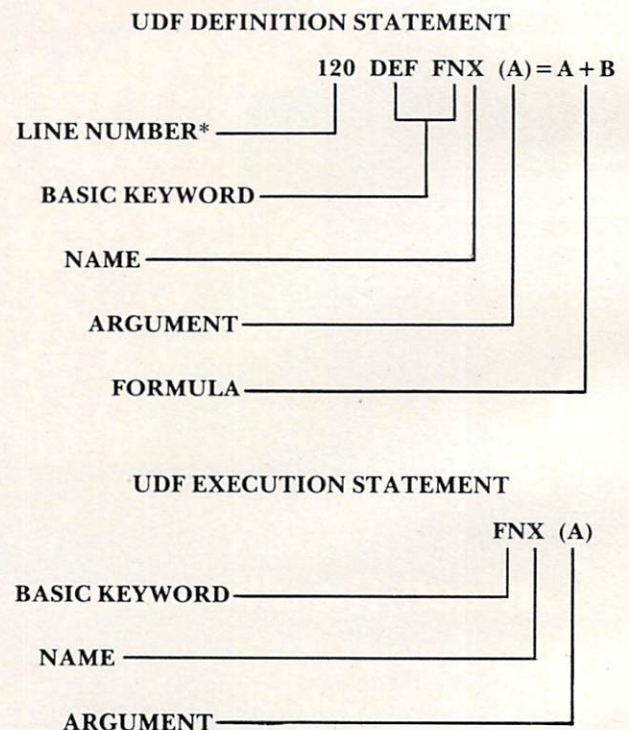 UDF DEFINITION STATEMENT
120 DEF FNX (A)=A+B
LINE NUMBER*
BASIC KEYWORD
NAME
ARGUMENT
FORMULA
UDF EXECUTION STATEMENT
FNX (A)
BASIC KEYWORD
NAME
ARGUMENT